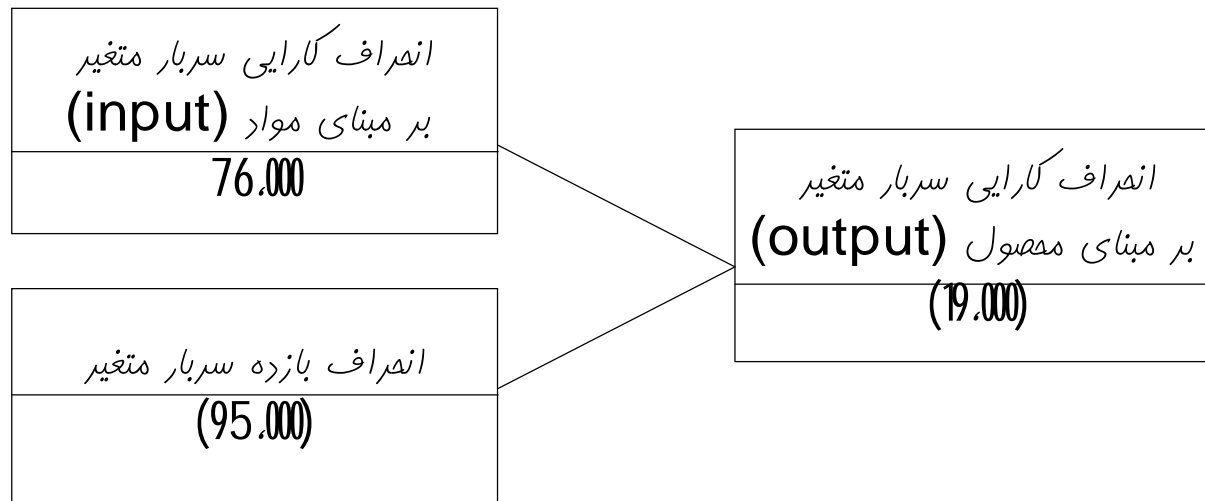 انحراف کارایی سربار متغیر
بر مبنای مواد (input)
76.000
انحراف بازده سربار متغیر
(95.000)
انحراف کارایی سربار متغیر
بر مبنای محصول (output)
(19.000)